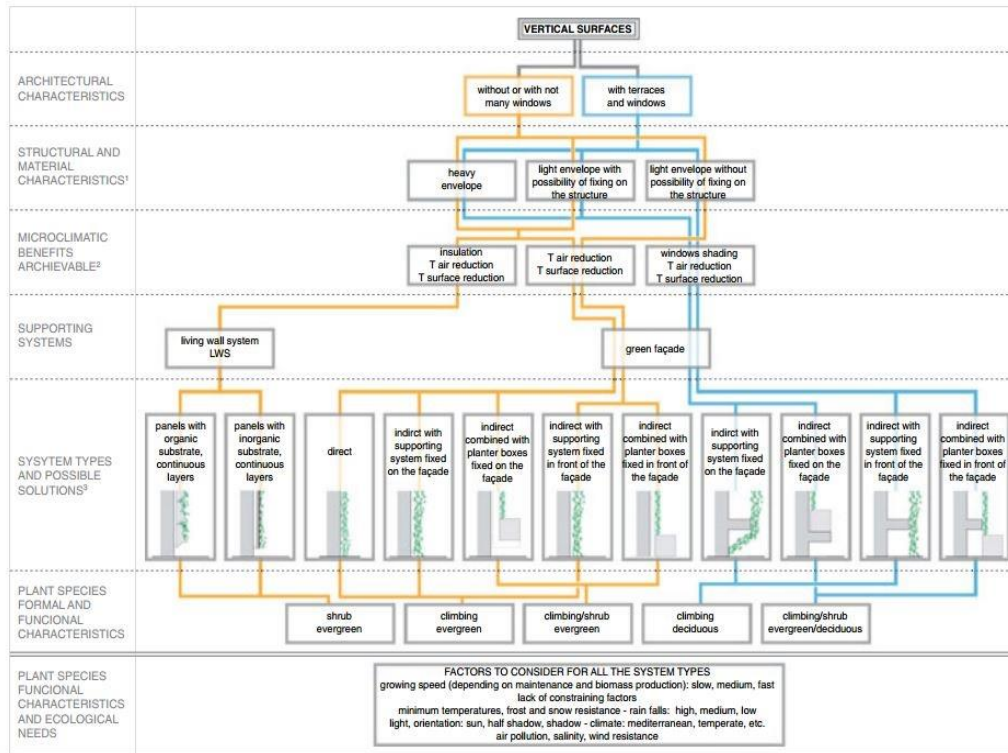 VERTICAL SURFACES
ARCHITECTURAL
CHARACTERISTICS
without or with not
many windows
with terraces
and windows
STRUCTURAL AND
MATERIAL
CHARACTERISTICS¹
heavy
envelope
light envelope with
possibility of fixing on
the structure
light envelope without
possibility of fixing on
the structure
MICROCLIMATIC
BENEFITS
ARCHIEVABLE²
insulation
T air reduction
T surface reduction
T air reduction
T surface reduction
windows shading
T air reduction
T surface reduction
SUPPORTING
SYSTEMS
living wall system
LWS
green façade
SYSYTEM TYPES
AND POSSIBLE
SOLUTIONS³
panels with
organic
substrate,
continuous
layers
panels with
inorganic
substrate,
continuous
layers
direct
indirct with
supporting
system fixed
on the façade
indirect
combined with
planter boxes
fixed on the
façade
indirct with
supporting
system fixed
in front of the
façade
indirect
combined with
planter boxes
fixed in front of
the façade
indirct with
supporting
system fixed
on the façade
indirect
combined with
planter boxes
fixed on the
façade
indirct with
supporting
system fixed
in front of the
façade
indirect
combined with
planter boxes
fixed in front of
the façade
PLANT SPECIES
FORMAL AND
FUNCTIONAL
CHARACTERISTICS
shrub
evergreen
climbing
evergreen
climbing/shrub
evergreen
climbing
deciduous
climbing/shrub
evergreen/deciduous
PLANT SPECIES
FUNCIONAL
CHARACTERISTICS
AND ECOLOGICAL
NEEDS
FACTORS TO CONSIDER FOR ALL THE SYSTEM TYPES
growing speed (depending on maintenance and biomass production): slow, medium, fast
lack of constraining factors
minimum temperatures, frost and snow resistance - rain falls: high, medium, low
light, orientation: sun, half shadow, shadow - climate: mediterranean, temperate, etc.
air pollution, salinity, wind resistance